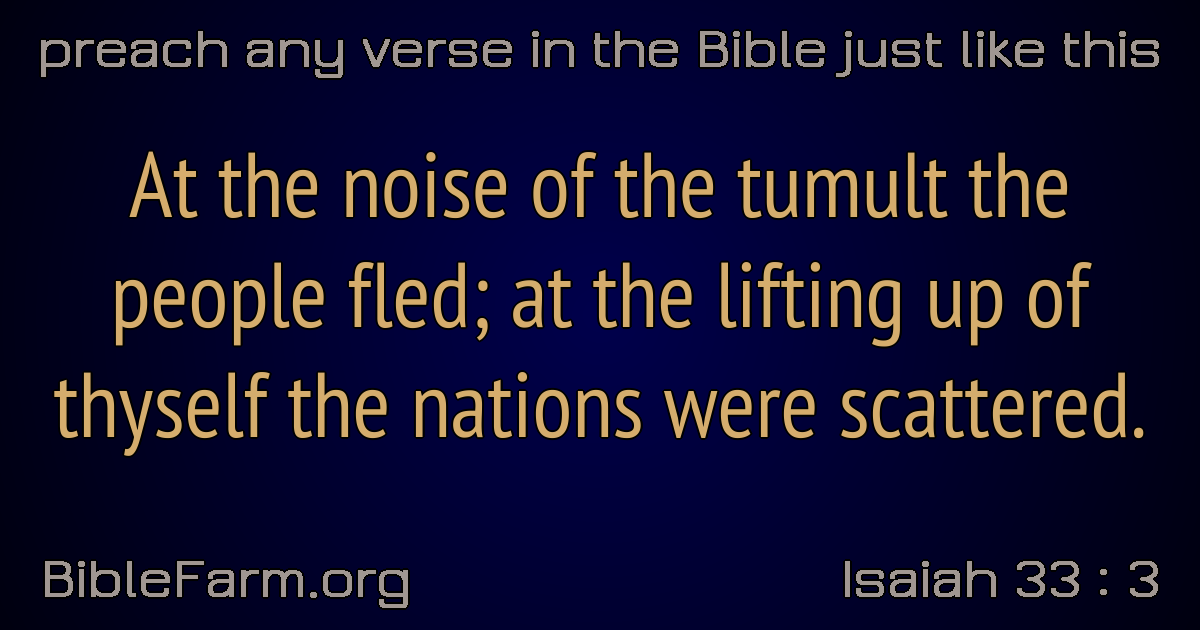 preach any verse in the Bible just like this
At the noise of the tumult the
people fled; at the lifting up of
thyself the nations were scattered.
BibleFarm.org
Isaiah 33 : 3